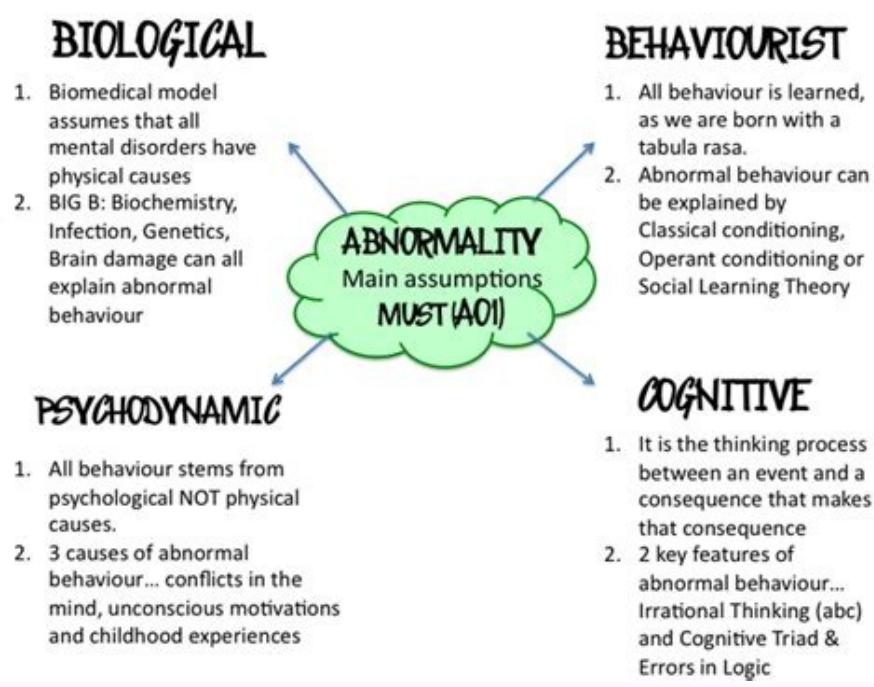 BIOLOGICAL
1. Biomedical model
assumes that all
mental disorders have
physical causes
2. BIG B: Biochemistry,
Infection, Genetics,
Brain damage can all
explain abnormal
behaviour
BEHAVIOURIST
1. All behaviour is learned,
as we are born with a
tabula rasa.
2. Abnormal behaviour can
be explained by
Classical conditioning,
Operant conditioning or
Social Learning Theory
ABNORMALITY
Main assumptions
MUST (AO1)
PSYCHODYNAMIC
1. All behaviour stems from
psychological NOT physical
causes.
2. 3 causes of abnormal
behaviour... conflicts in the
mind, unconscious motivations
and childhood experiences
COGNITIVE
1. It is the thinking process
between an event and a
consequence that makes
that consequence
2. 2 key features of
abnormal behaviour...
Irrational Thinking (abc)
and Cognitive Triad &
Errors in Logic